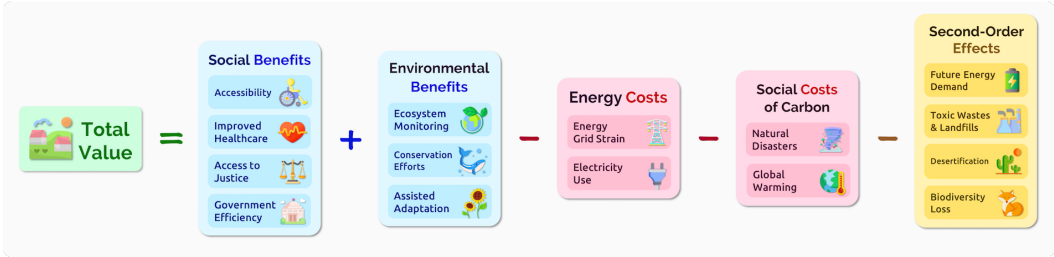 Total
Value
=
Social Benefits
Accessibility
Improved
Healthcare
Access to
Justice
Government
Efficiency
+
Environmental
Benefits
Ecosystem
Monitoring
Conservation
Efforts
Assisted
Adaptation
-
Energy Costs
Energy
Grid Strain
Electricity
Use
-
Social Costs
of Carbon
Natural
Disasters
Global
Warming
-
Second-Order
Effects
Future Energy
Demand
Toxic Wastes
& Landfills
Desertification
Biodiversity
Loss